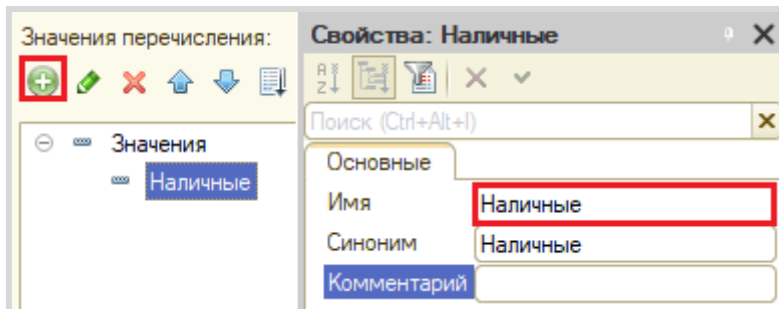 Значения перечисления:
Значения
Наличные
Свойства: Наличные
Поиск (Ctrl+Alt+I)
Основные
Имя Наличные
Синоним Наличные
Комментарий